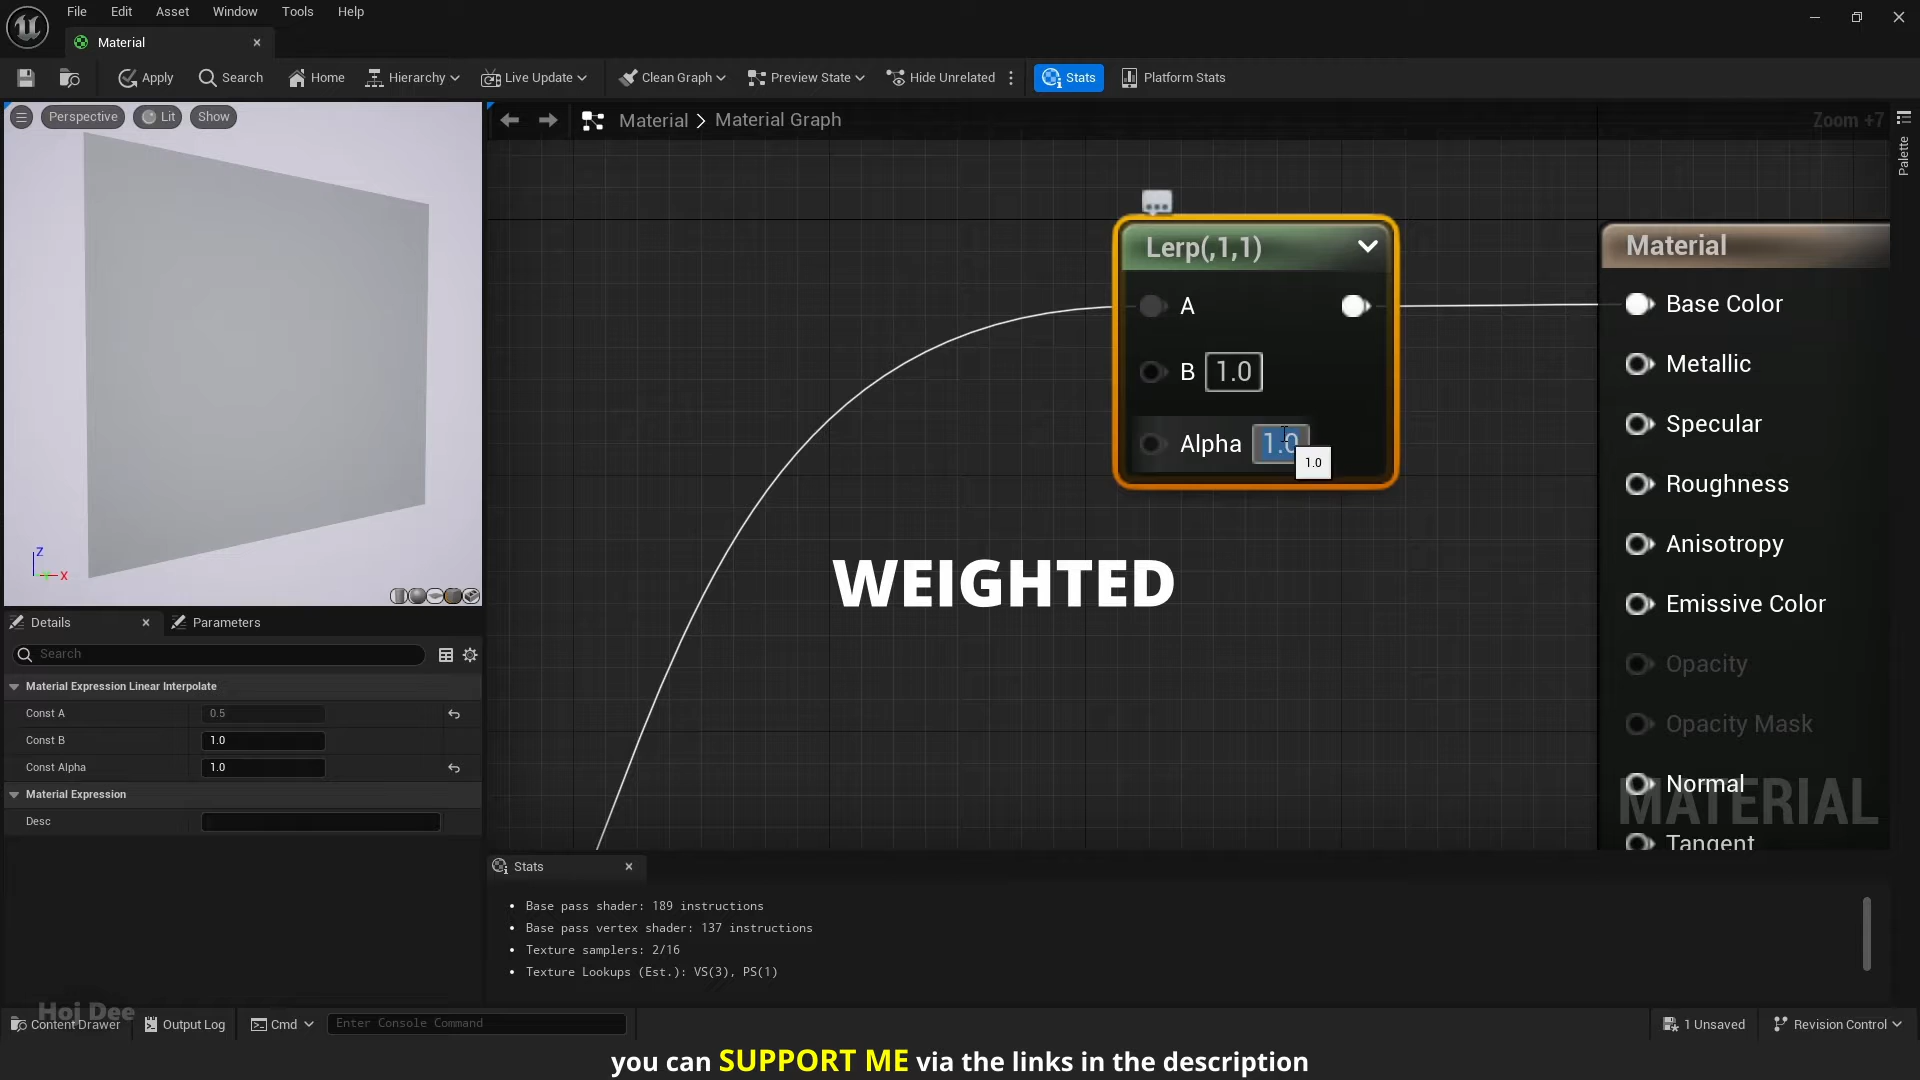 File Edit Asset Window Tools Help
Material
Apply Search Home Hierarchy Live Update Clean Graph Preview State Hide Unrelated Stats Platform Stats
Perspective Lit Show
Material > Material Graph
Zoom +7
Palette
Lerp(,1,1)
A
B 1.0
Alpha 1.0
1.0
Material
Base Color
Metallic
Specular
Roughness
Anisotropy
Emissive Color
Opacity
Opacity Mask
Normal
Tangent
MATERIAL
WEIGHTED
Z
X
Details Parameters
Search
Material Expression Linear Interpolate
Const A 0.5
Const B 1.0
Const Alpha 1.0
Material Expression
Desc
Stats
Base pass shader: 189 instructions
Base pass vertex shader: 137 instructions
Texture samplers: 2/16
Texture Lookups (Est.): VS(3), PS(1)
Hoj Dee
Content Drawer Output Log Cmd Enter Console Command 1 Unsaved Revision Control
you can SUPPORT ME via the links in the description